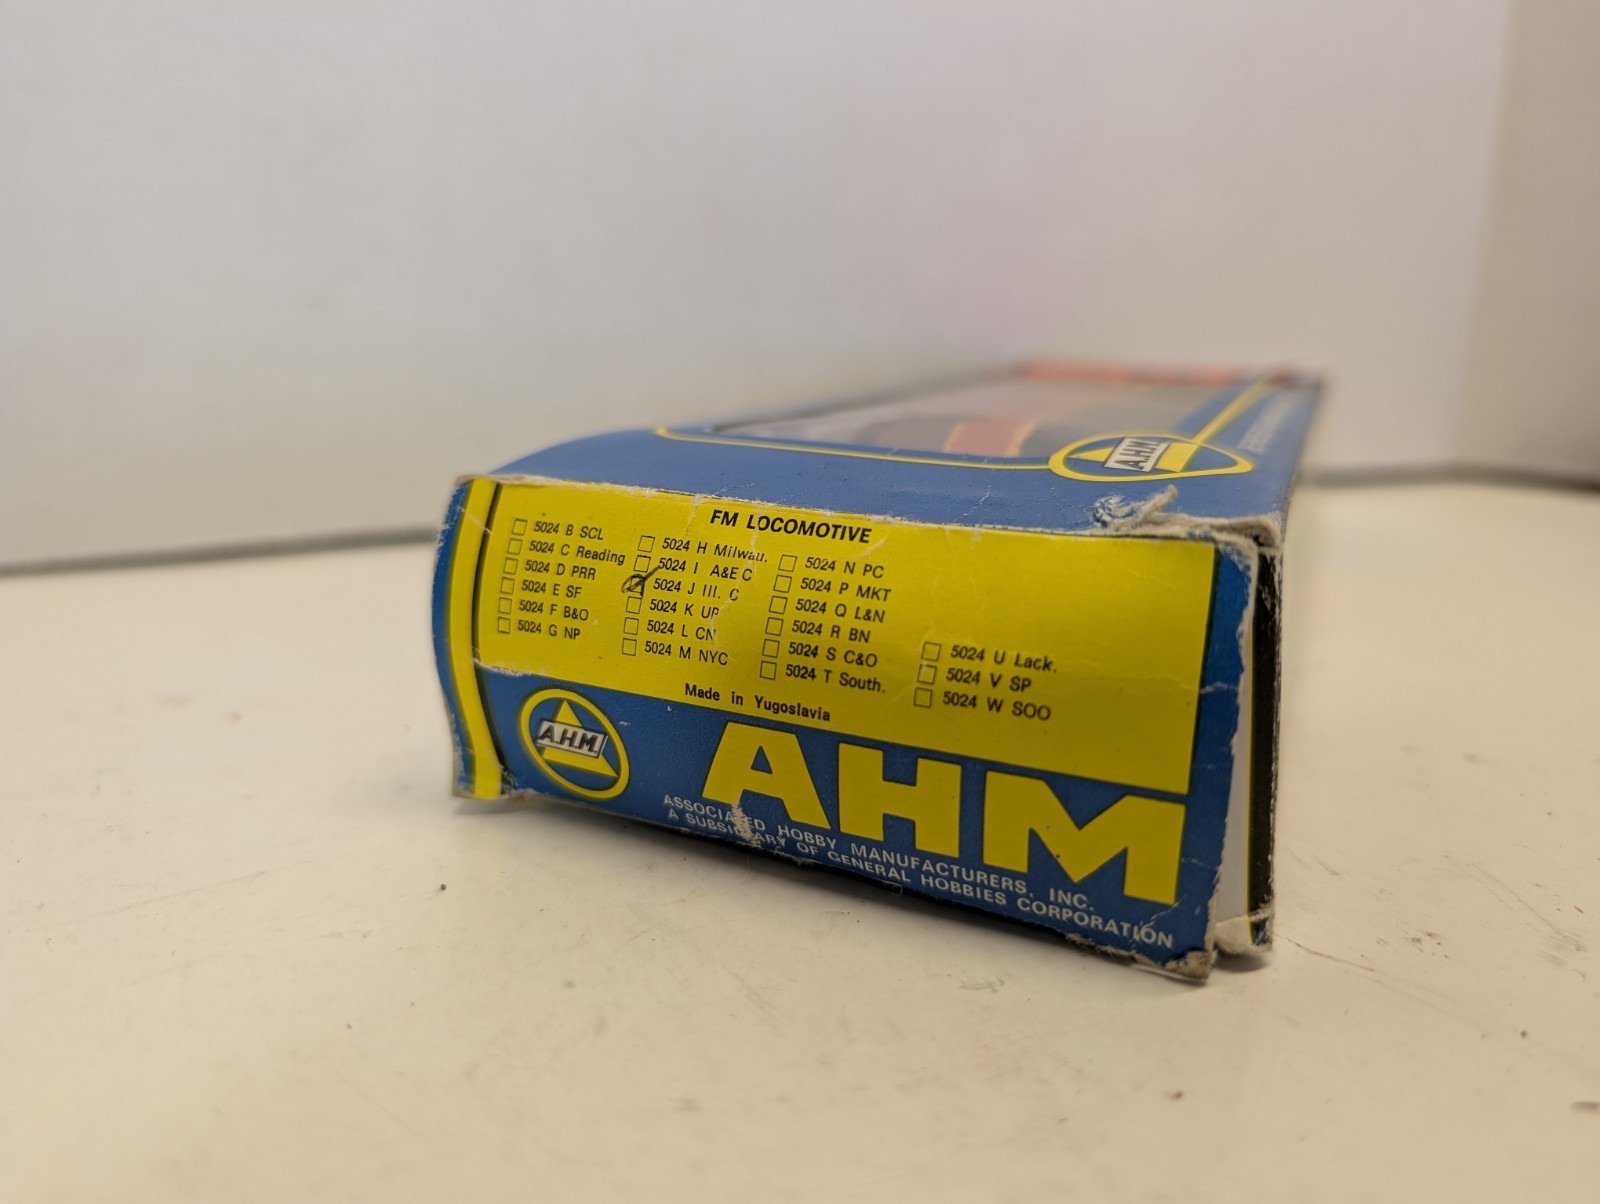 A.H.M.
FM LOCOMOTIVE
5024 B SCL
5024 C Reading
5024 D PRR
5024 E SF
5024 F B&O
5024 G NP
5024 H Milwau.
5024 I A&E C
5024 J Ill. C
5024 K UP
5024 L CN
5024 M NYC
5024 N PC
5024 P MKT
5024 Q L&N
5024 R BN
5024 S C&O
5024 T South.
5024 U Lack.
5024 V SP
5024 W SOO
Made in Yugoslavia
A.H.M.
AHM
ASSOCIATED HOBBY MANUFACTURERS, INC.
A SUBSIDIARY OF GENERAL HOBBIES CORPORATION